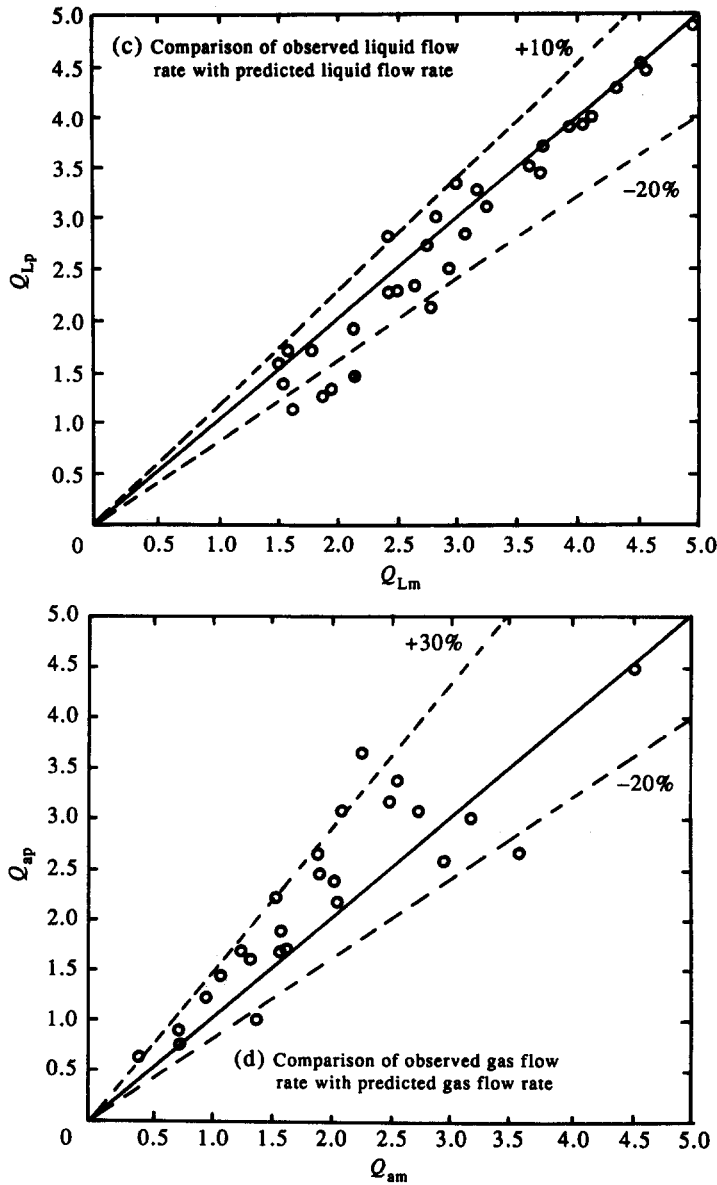 5.0
(c) Comparison of observed liquid flow
rate with predicted liquid flow rate
+10%
4.5
4.0
3.5
–20%
3.0
Q_Lp
2.5
2.0
1.5
1.0
0.5
0 0.5 1.0 1.5 2.0 2.5 3.0 3.5 4.0 4.5 5.0
Q_Lm
5.0
+30%
4.5
4.0
3.5
–20%
3.0
Q_ap
2.5
2.0
1.5
1.0
(d) Comparison of observed gas flow
rate with predicted gas flow rate
0.5
0 0.5 1.0 1.5 2.0 2.5 3.0 3.5 4.0 4.5 5.0
Q_am